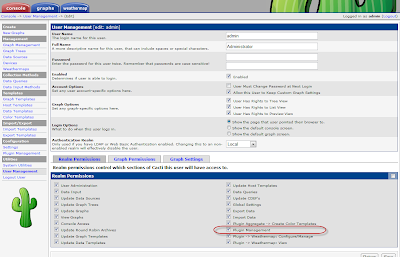 console graphs weathermap
Console -> User Management -> (Edit)
Logged in as admin (Logout)
Create
New Graphs
Management
Graph Management
Graph Trees
Data Sources
Devices
Weathermaps
Collection Methods
Data Queries
Data Input Methods
Templates
Graph Templates
Host Templates
Data Templates
Color Templates
Import/Export
Import Templates
Export Templates
Configuration
Settings
Plugin Management
Utilities
System Utilities
User Management
Logout User
User Management [edit: admin]
User Name
The login name for this user.
admin
Full Name
A more descriptive name for this user, that can include spaces or special characters.
Administrator
Password
Enter the password for this user twice. Remember that passwords are case sensitive!
Enabled
Determines if user is able to login.
Enabled
Account Options
Set any user account-specific options here.
User Must Change Password at Next Login
Allow this User to Keep Custom Graph Settings
Graph Options
Set any graph-specific options here.
User Has Rights to Tree View
User Has Rights to List View
User Has Rights to Preview View
Login Options
What to do when this user logs in.
Show the page that user pointed their browser to.
Show the default console screen.
Show the default graph screen.
Authentication Realm
Only used if you have LDAP or Web Basic Authentication enabled. Changing this to an non-enabled realm will effectively disable the user.
Local
Realm Permissions Graph Permissions Graph Settings
Realm permissions control which sections of Cacti this user will have access to.
Realm Permissions
User Administration
Data Input
Update Data Sources
Update Graph Trees
Update Graphs
View Graphs
Console Access
Update Round Robin Archives
Update Graph Templates
Update Data Templates
Update Host Templates
Data Queries
Update CDEF's
Global Settings
Export Data
Import Data
Plugin Aggregate -> Create Color Templates
Plugin Management
Plugin -> Weathermap: Configure/Manage
Plugin -> Weathermap: View